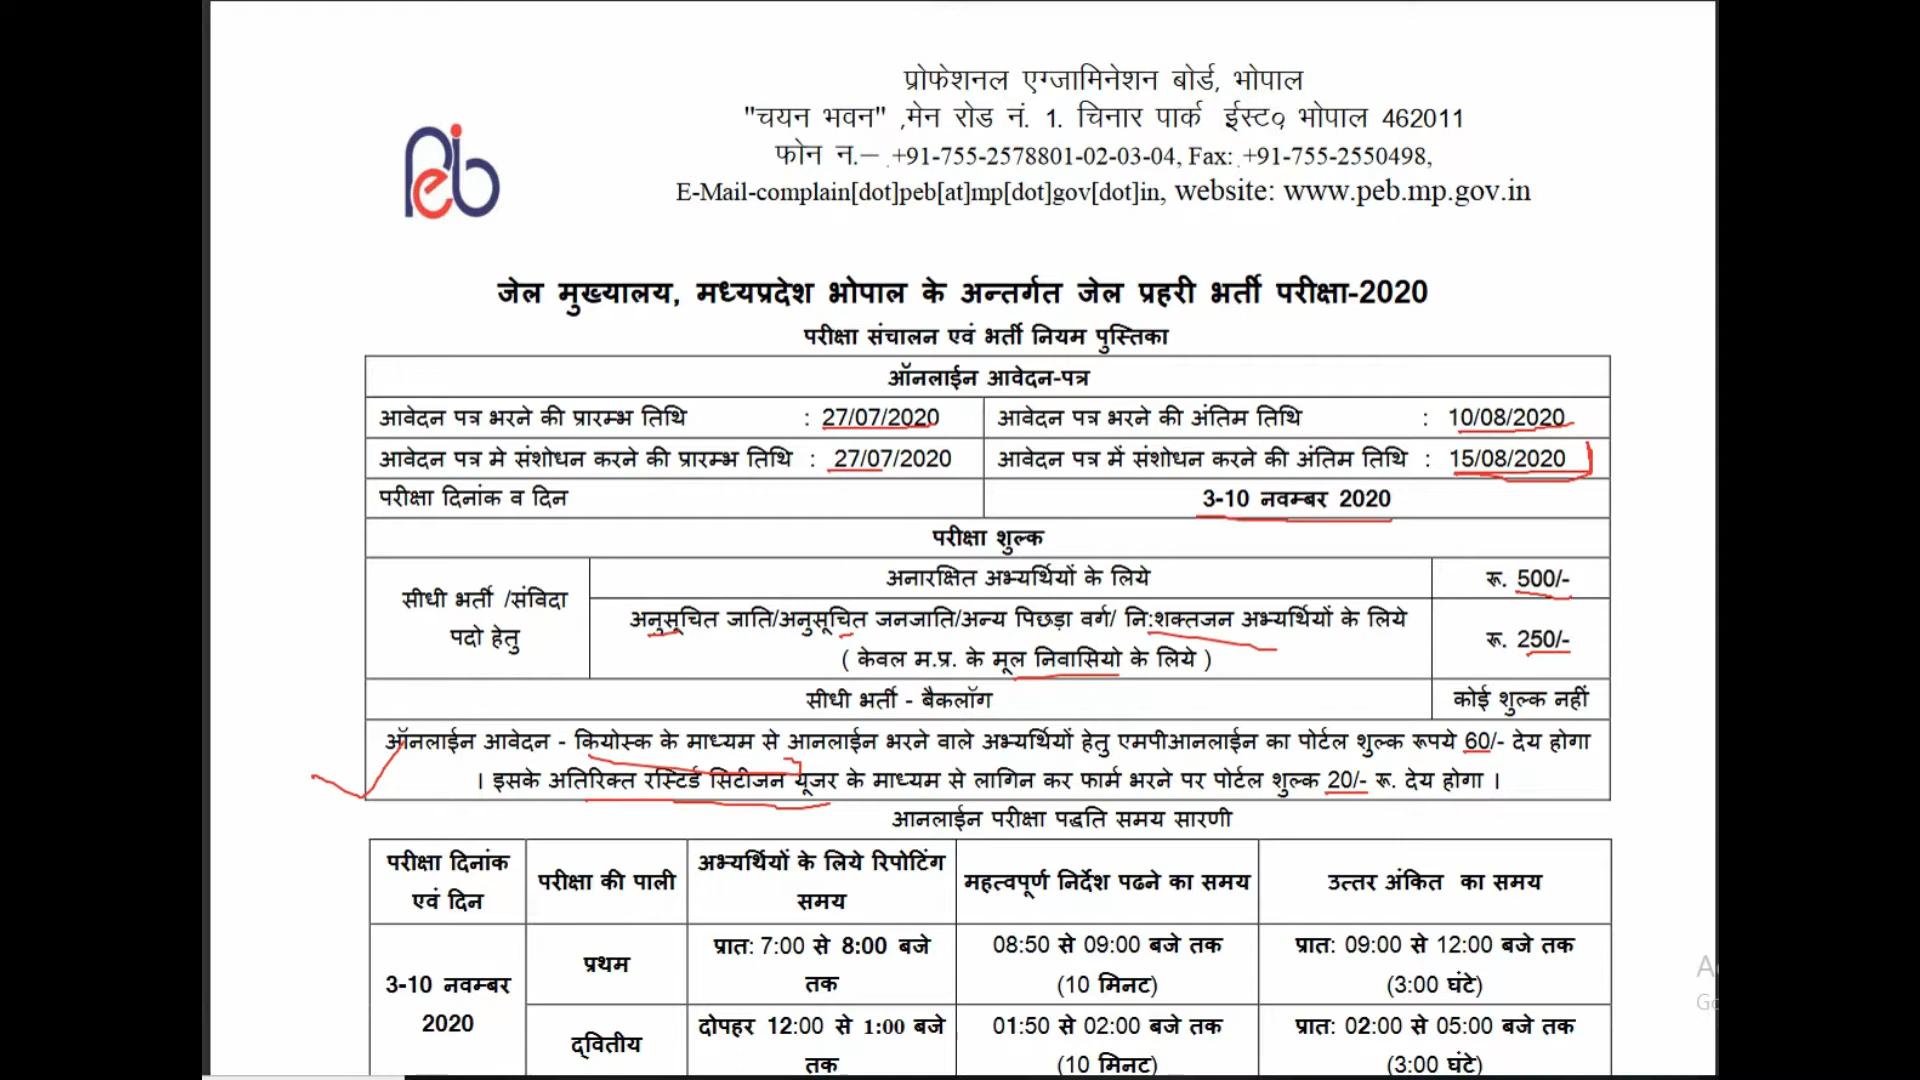 प्रोफेशनल एग्जामिनेशन बोर्ड, भोपाल
"चयन भवन" ,मेन रोड नं. 1. चिनार पार्क ईस्ट० भोपाल 462011
फोन न.– .+91-755-2578801-02-03-04, Fax: .+91-755-2550498,
E-Mail-complain[dot]peb[at]mp[dot]gov[dot]in, website: www.peb.mp.gov.in
Peb
जेल मुख्यालय, मध्यप्रदेश भोपाल के अन्तर्गत जेल प्रहरी भर्ती परीक्षा-2020
परीक्षा संचालन एवं भर्ती नियम पुस्तिका
ऑनलाईन आवेदन-पत्र
आवेदन पत्र भरने की प्रारम्भ तिथि : 27/07/2020 आवेदन पत्र भरने की अंतिम तिथि : 10/08/2020
आवेदन पत्र मे संशोधन करने की प्रारम्भ तिथि : 27/07/2020 आवेदन पत्र में संशोधन करने की अंतिम तिथि : 15/08/2020
परीक्षा दिनांक व दिन 3-10 नवम्बर 2020
परीक्षा शुल्क
सीधी भर्ती /संविदा
पदो हेतु
अनारक्षित अभ्यर्थियों के लिये रू. 500/-
अनुसूचित जाति/अनुसूचित जनजाति/अन्य पिछड़ा वर्ग/ नि:शक्तजन अभ्यर्थियों के लिये
( केवल म.प्र. के मूल निवासियो के लिये )
रू. 250/-
सीधी भर्ती - बैकलॉग कोई शुल्क नहीं
ऑनलाईन आवेदन - कियोस्क के माध्यम से आनलाईन भरने वाले अभ्यर्थियों हेतु एमपीआनलाईन का पोर्टल शुल्क रूपये 60/- देय होगा
। इसके अतिरिक्त रस्टिर्ड सिटीजन यूजर के माध्यम से लागिन कर फार्म भरने पर पोर्टल शुल्क 20/- रू. देय होगा ।
आनलाईन परीक्षा पद्धति समय सारणी
परीक्षा दिनांक
एवं दिन
परीक्षा की पाली
अभ्यर्थियों के लिये रिपोटिंग
समय
महत्वपूर्ण निर्देश पढने का समय
उत्तर अंकित का समय
3-10 नवम्बर
2020
प्रथम
प्रात: 7:00 से 8:00 बजे
तक
08:50 से 09:00 बजे तक
(10 मिनट)
प्रात: 09:00 से 12:00 बजे तक
(3:00 घंटे)
द्वितीय
दोपहर 12:00 से 1:00 बजे
तक
01:50 से 02:00 बजे तक
(10 मिनट)
प्रात: 02:00 से 05:00 बजे तक
(3:00 घंटे)